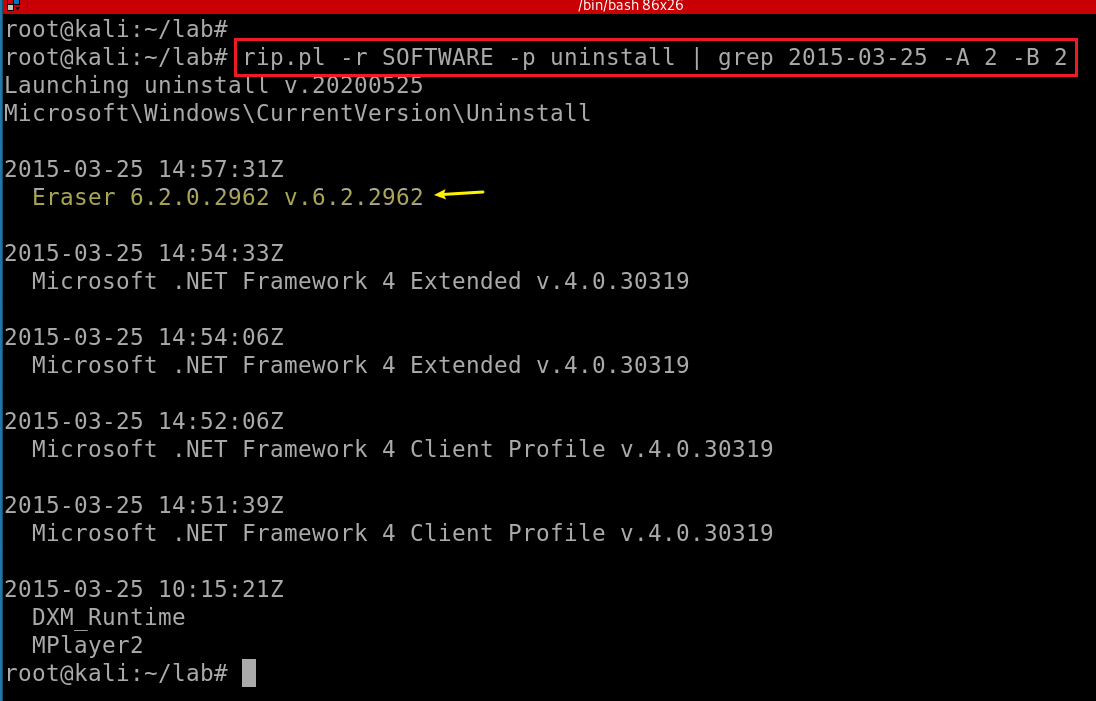 /bin/bash 86x26
root@kali:~/lab#
root@kali:~/lab# rip.pl -r SOFTWARE -p uninstall | grep 2015-03-25 -A 2 -B 2
Launching uninstall v.20200525
Microsoft\Windows\CurrentVersion\Uninstall
2015-03-25 14:57:31Z
Eraser 6.2.0.2962 v.6.2.2962
2015-03-25 14:54:33Z
Microsoft .NET Framework 4 Extended v.4.0.30319
2015-03-25 14:54:06Z
Microsoft .NET Framework 4 Extended v.4.0.30319
2015-03-25 14:52:06Z
Microsoft .NET Framework 4 Client Profile v.4.0.30319
2015-03-25 14:51:39Z
Microsoft .NET Framework 4 Client Profile v.4.0.30319
2015-03-25 10:15:21Z
DXM_Runtime
MPlayer2
root@kali:~/lab#